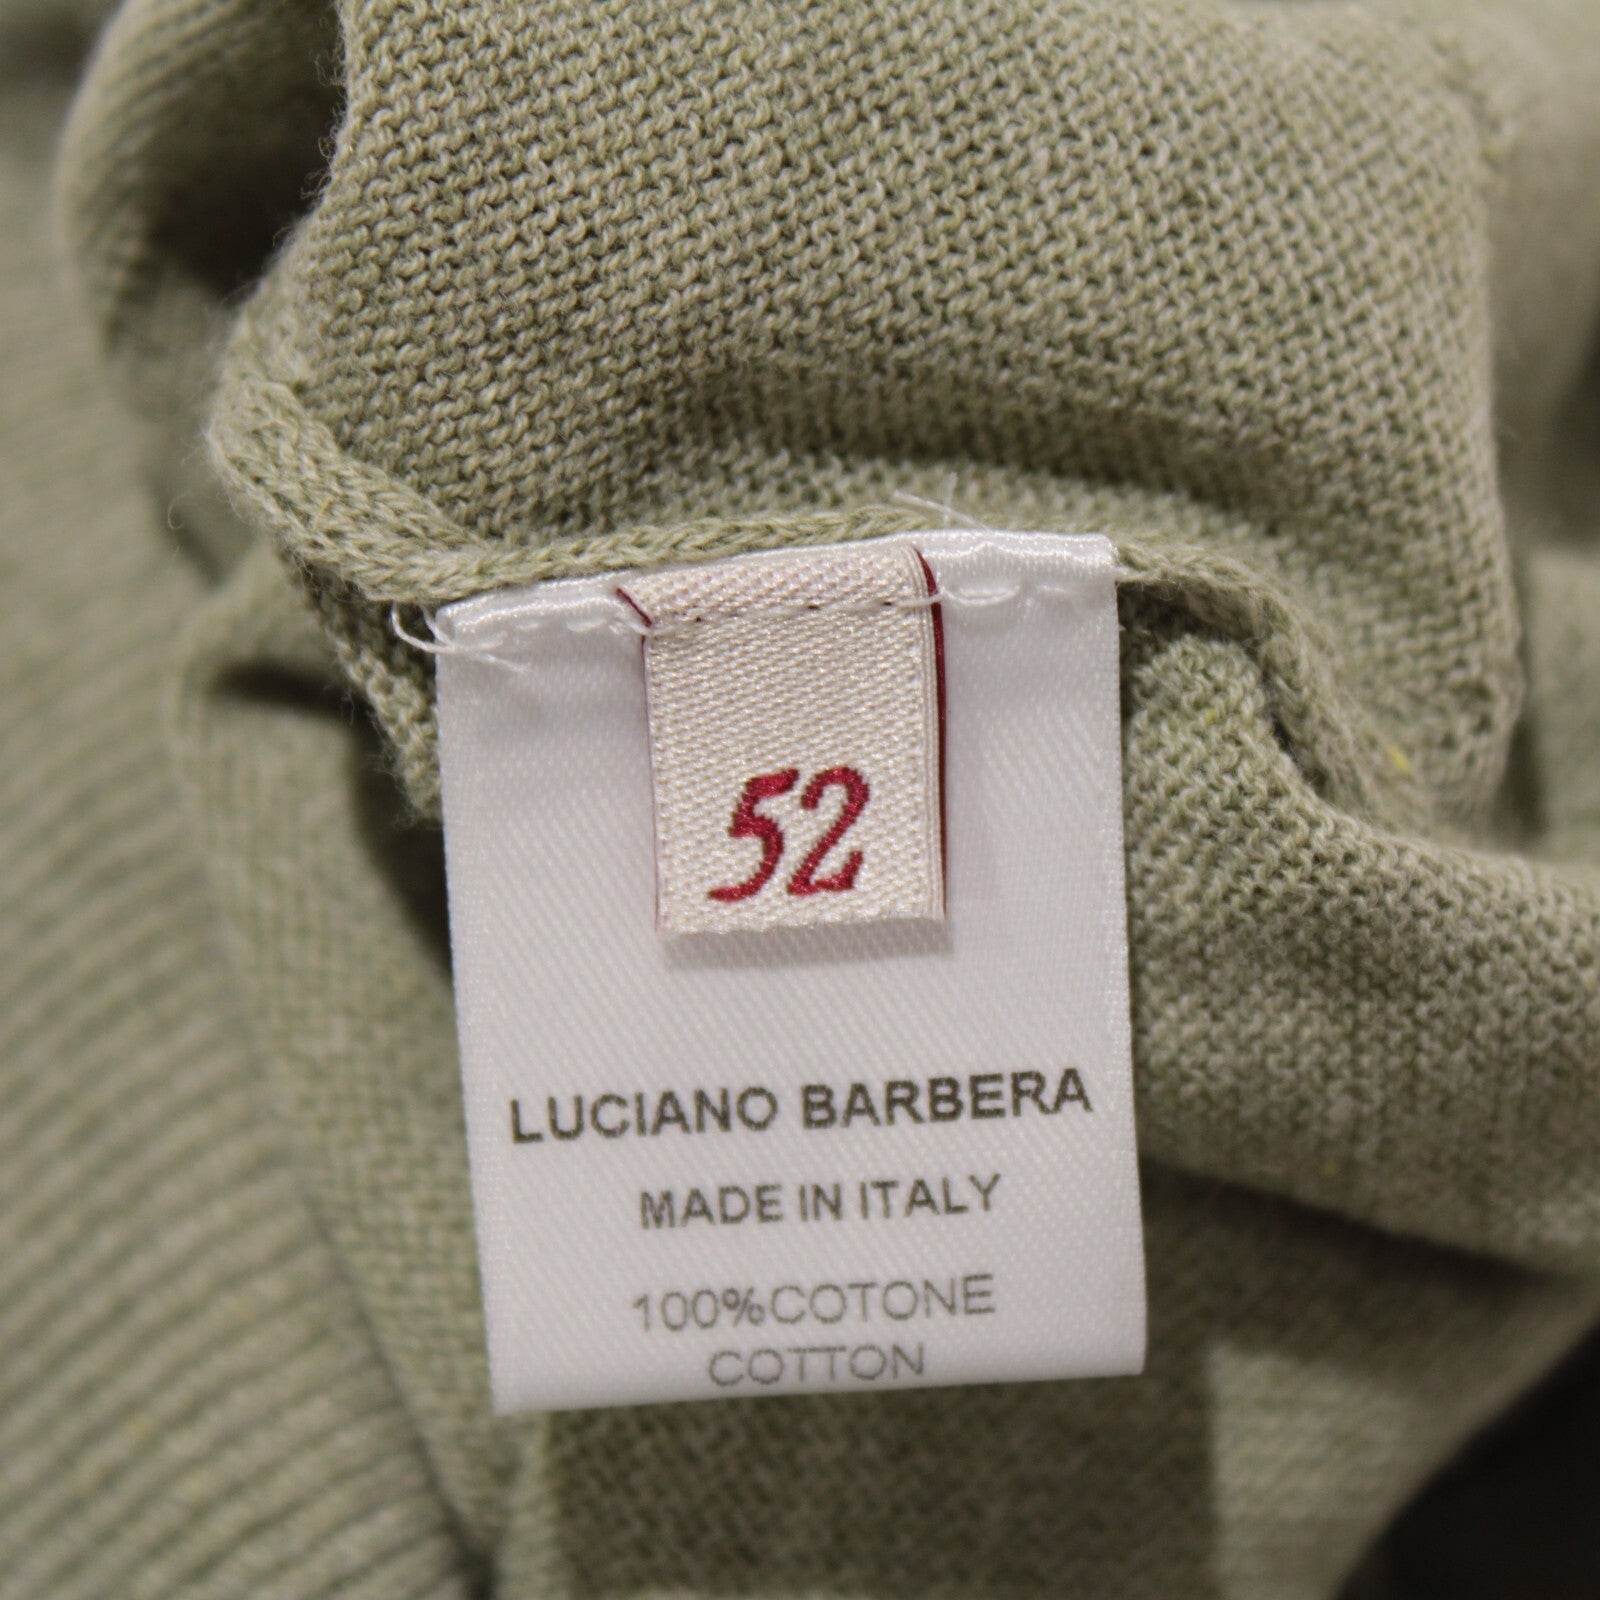 52
LUCIANO BARBERA
MADE IN ITALY
100%COTONE
COTTON